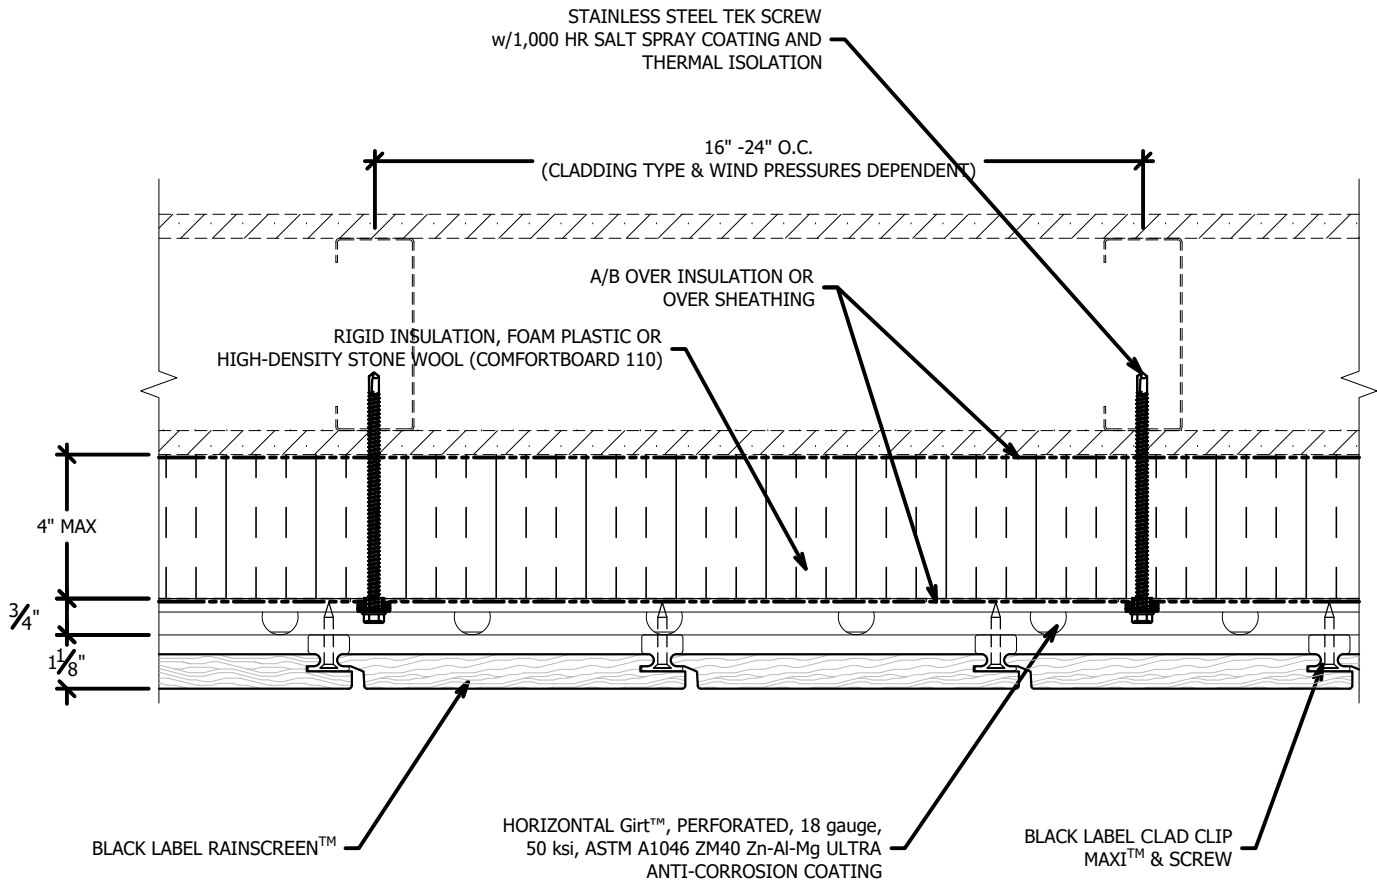 STAINLESS STEEL TEK SCREW
w/1,000 HR SALT SPRAY COATING AND
THERMAL ISOLATION
16" -24" O.C.
(CLADDING TYPE & WIND PRESSURES DEPENDENT)
A/B OVER INSULATION OR
OVER SHEATHING
RIGID INSULATION, FOAM PLASTIC OR
HIGH-DENSITY STONE WOOL (COMFORTBOARD 110)
4" MAX
3/4"
1 1/8"
BLACK LABEL RAINSCREEN™
HORIZONTAL Girt™, PERFORATED, 18 gauge,
50 ksi, ASTM A1046 ZM40 Zn-Al-Mg ULTRA
ANTI-CORROSION COATING
BLACK LABEL CLAD CLIP
MAXI™ & SCREW